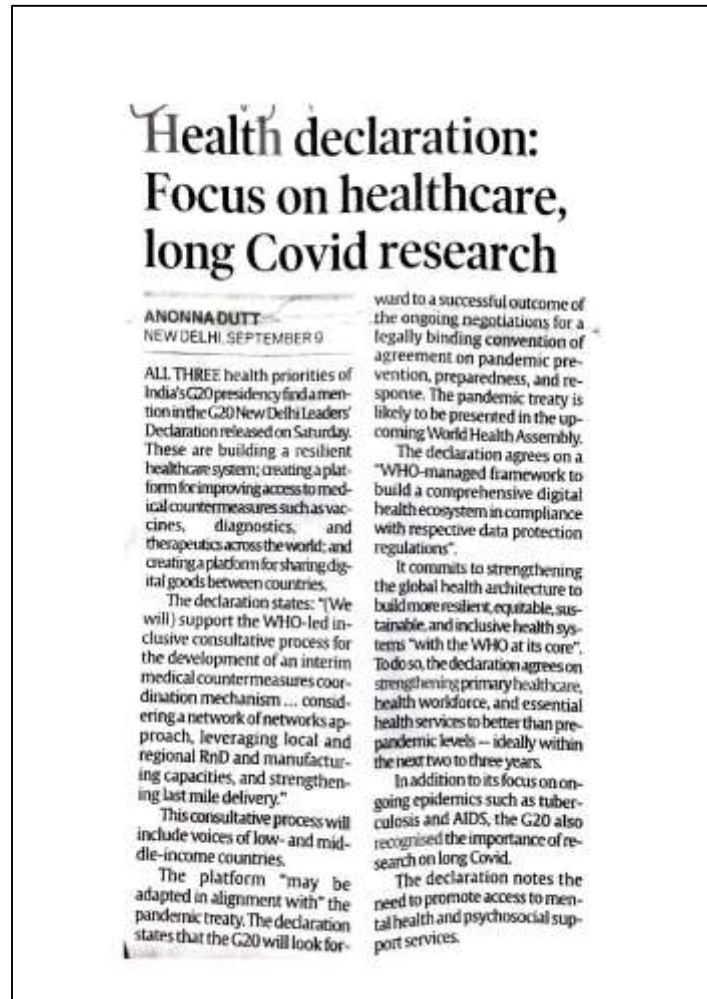 Health declaration:
Focus on healthcare,
long Covid research
ANONNA DUTT
NEW DELHI, SEPTEMBER 9
ALL THREE health priorities of
India's G20 presidency find a men-
tion in the G20 New Delhi Leaders'
Declaration released on Saturday.
These are building a resilient
healthcare system; creating a plat-
form for improving access to med-
ical countermeasures such as vac-
cines, diagnostics, and
therapeutics across the world; and
creating a platform for sharing dig-
ital goods between countries.
The declaration states: "(We
will) support the WHO-led in-
clusive consultative process for
the development of an interim
medical countermeasures coor-
dination mechanism ... consid-
ering a network of networks ap-
proach, leveraging local and
regional RnD and manufactur-
ing capacities, and strengthen-
ing last mile delivery."
This consultative process will
include voices of low- and mid-
dle-income countries.
The platform "may be
adapted in alignment with" the
pandemic treaty. The declaration
states that the G20 will look for-
ward to a successful outcome of
the ongoing negotiations for a
legally binding convention of
agreement on pandemic pre-
vention, preparedness, and re-
sponse. The pandemic treaty is
likely to be presented in the up-
coming World Health Assembly.
The declaration agrees on a
"WHO-managed framework to
build a comprehensive digital
health ecosystem in compliance
with respective data protection
regulations".
It commits to strengthening
the global health architecture to
build more resilient, equitable, sus-
tainable, and inclusive health sys-
tems "with the WHO at its core".
To do so, the declaration agrees on
strengthening primary healthcare,
health workforce, and essential
health services to better than pre-
pandemic levels — ideally within
the next two to three years.
In addition to its focus on on-
going epidemics such as tuber-
culosis and AIDS, the G20 also
recognised the importance of re-
search on long Covid.
The declaration notes the
need to promote access to men-
tal health and psychosocial sup-
port services.